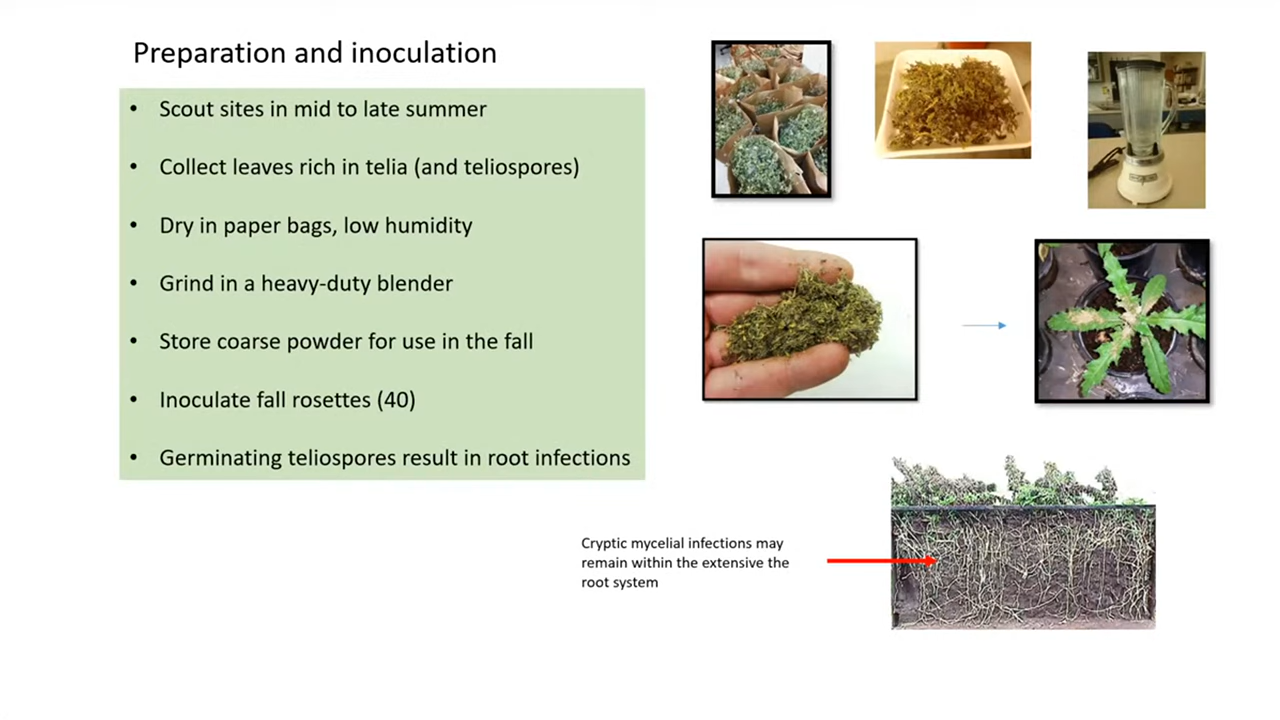 Preparation and inoculation
• Scout sites in mid to late summer
• Collect leaves rich in telia (and teliospores)
• Dry in paper bags, low humidity
• Grind in a heavy-duty blender
• Store coarse powder for use in the fall
• Inoculate fall rosettes (40)
• Germinating teliospores result in root infections
Cryptic mycelial infections may
remain within the extensive the
root system